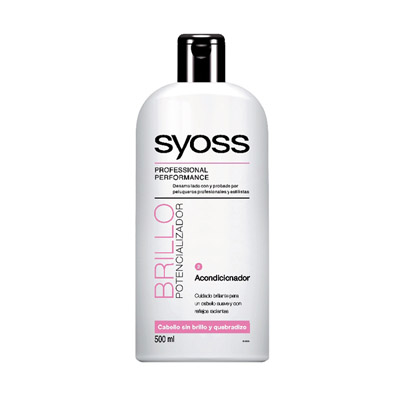 syoss
PROFESSIONAL
PERFORMANCE
Desarrollado con y probado por
peluqueros profesionales y estilistas
BRILLO
POTENCIALIZADOR
2
Acondicionador
Cuidado brillante para
un cabello suave y con
reflejos radiantes
Cabello sin brillo y quebradizo
500 ml